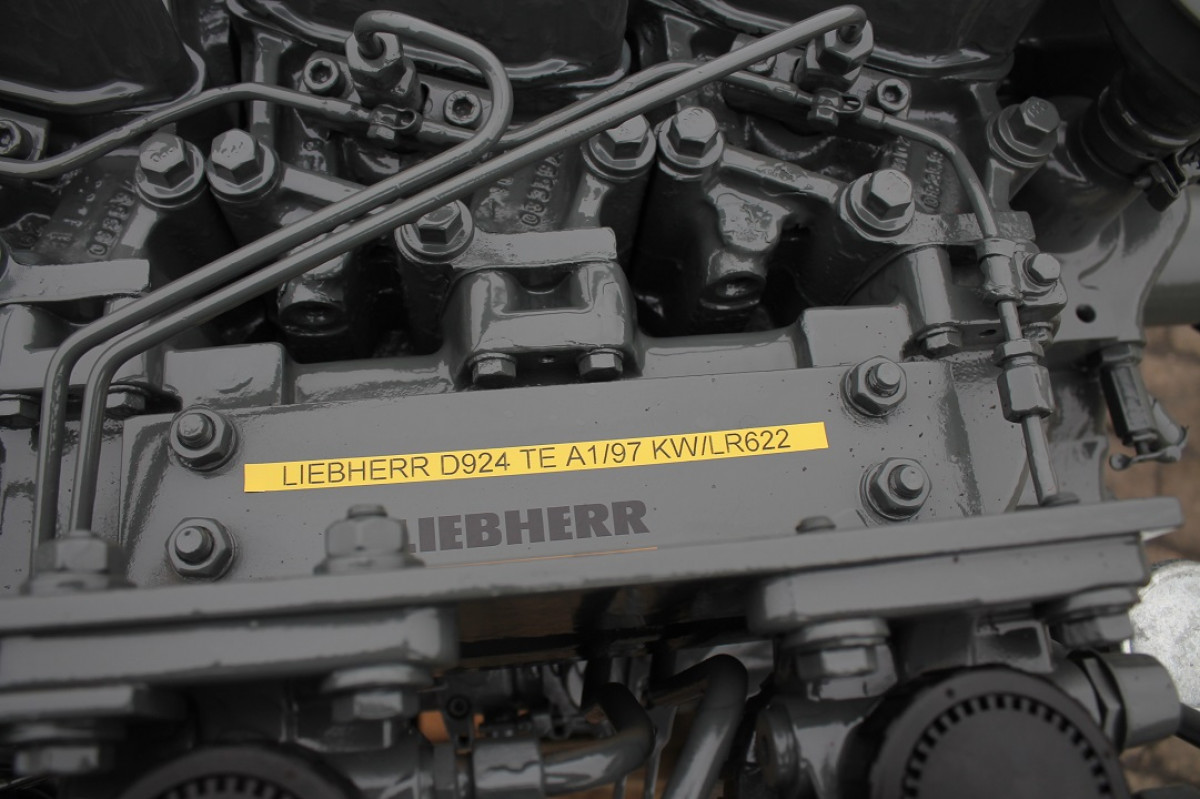 LIEBHERR D924 TE A1/97 KW/LR622
LIEBHERR